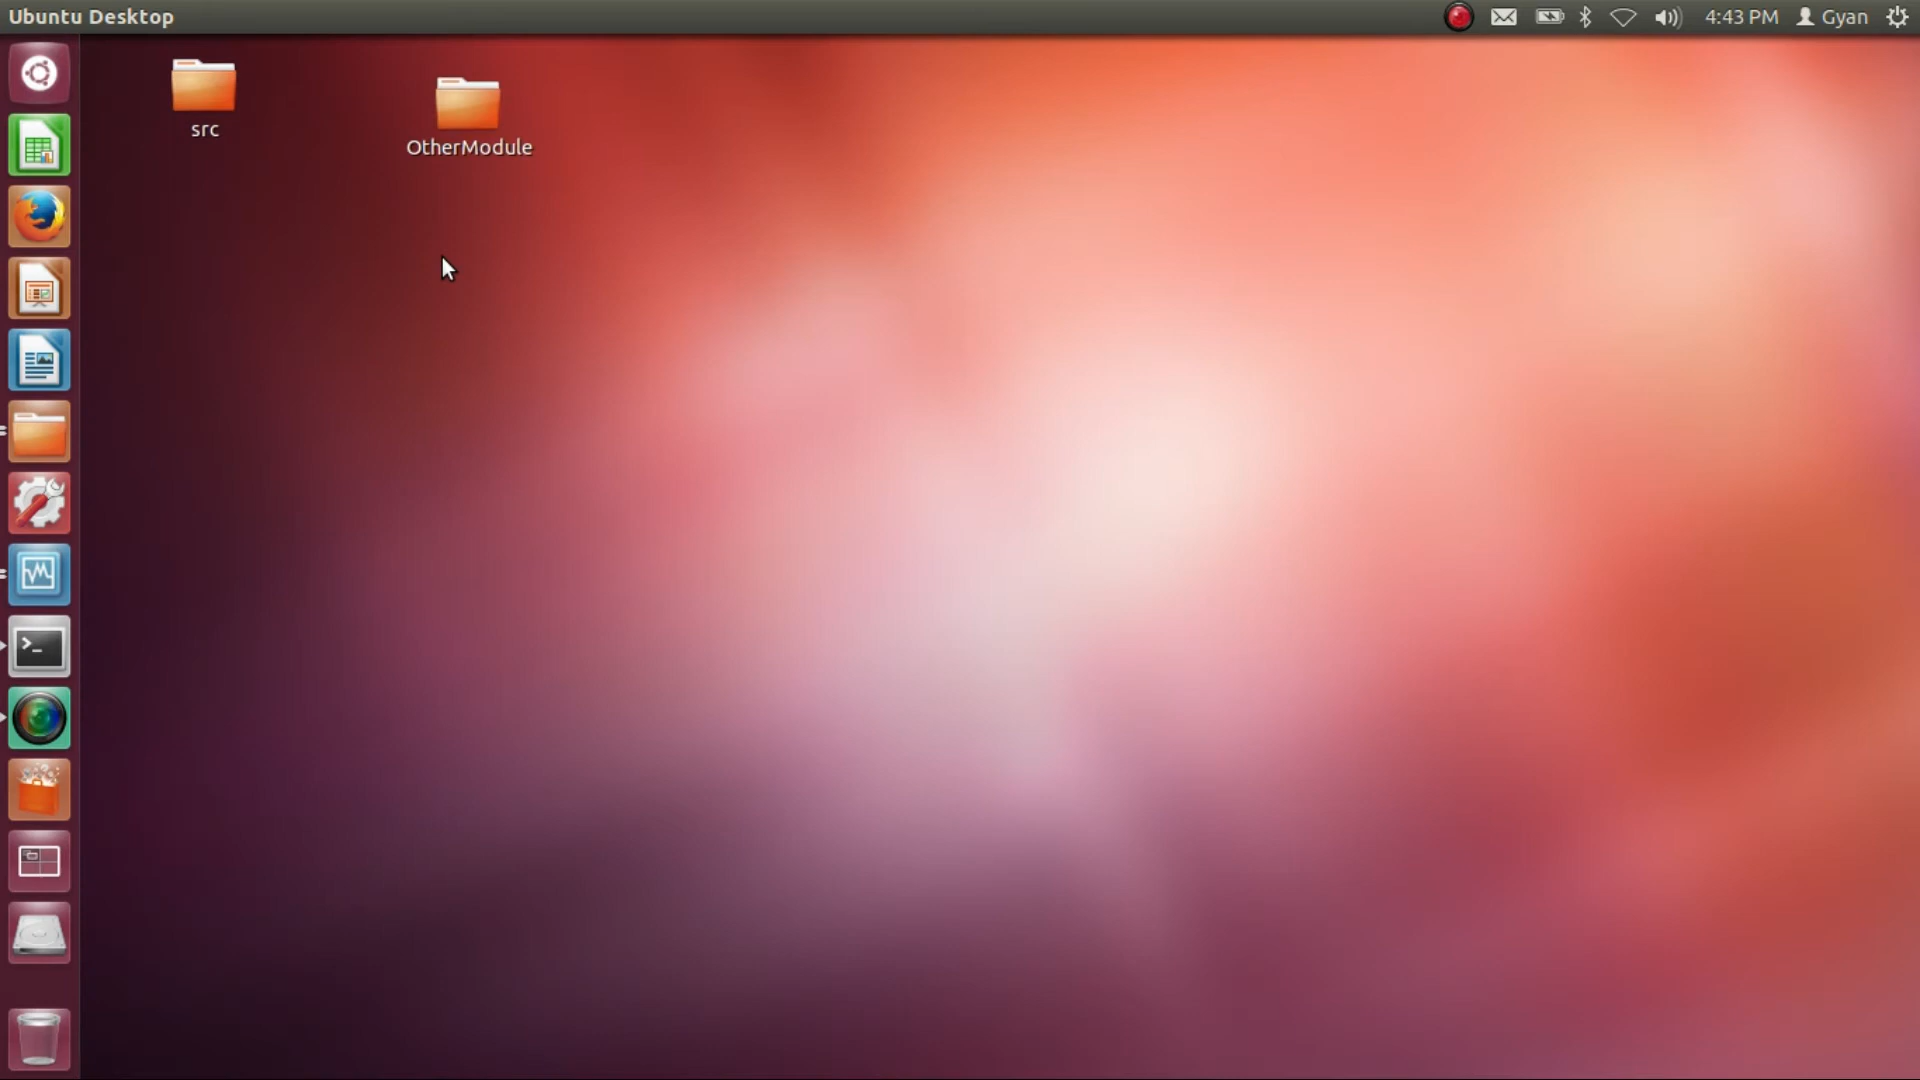 Ubuntu Desktop
4:43 PM
Gyan
src
OtherModule
>_